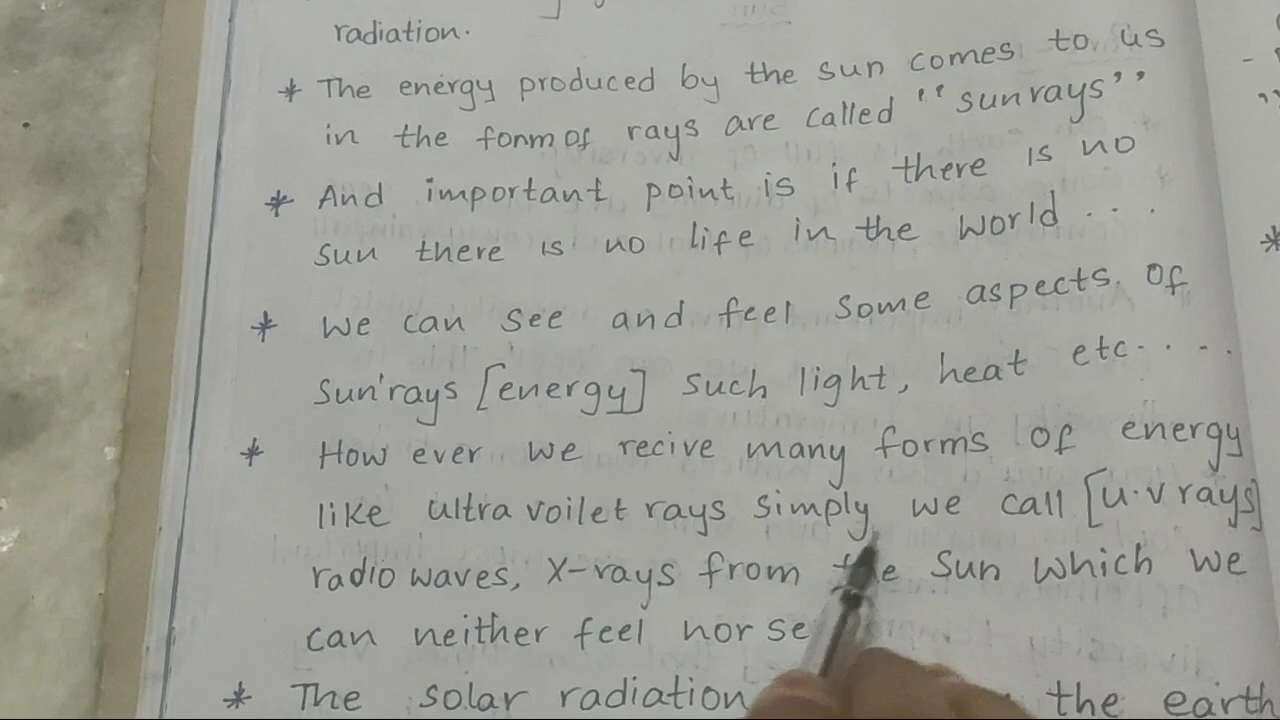 radiation.
* The energy produced by the sun comes to us
in the form of rays are called "sunrays"
* And important point is if there is no
sun there is no life in the world . . .
* we can see and feel some aspects of
Sun'rays [energy] such light, heat etc . . . .
* How ever we recive many forms of energy
like ultra voilet rays simply we call [u.v rays]
radio waves, X-rays from the Sun which we
can neither feel nor se
* The solar radiation the earth